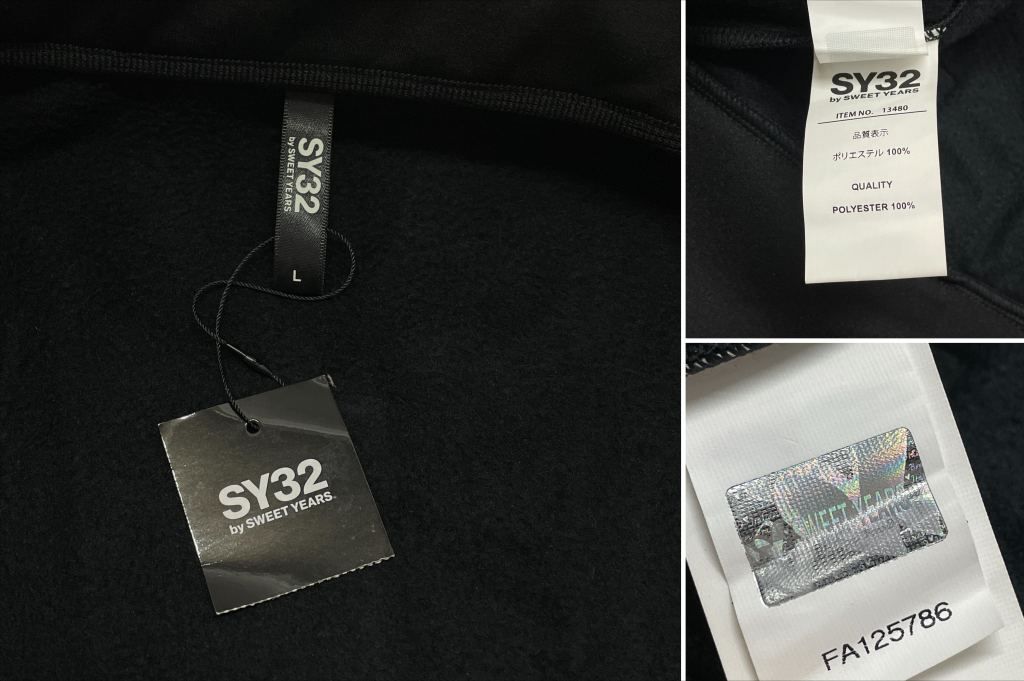 SY32
by SWEET YEARS
L
SY32
by SWEET YEARS
SY32
by SWEET YEARS
ITEM NO. 13480
品質表示
ポリエステル 100%
QUALITY
POLYESTER 100%
SWEET YEARS
FA125786